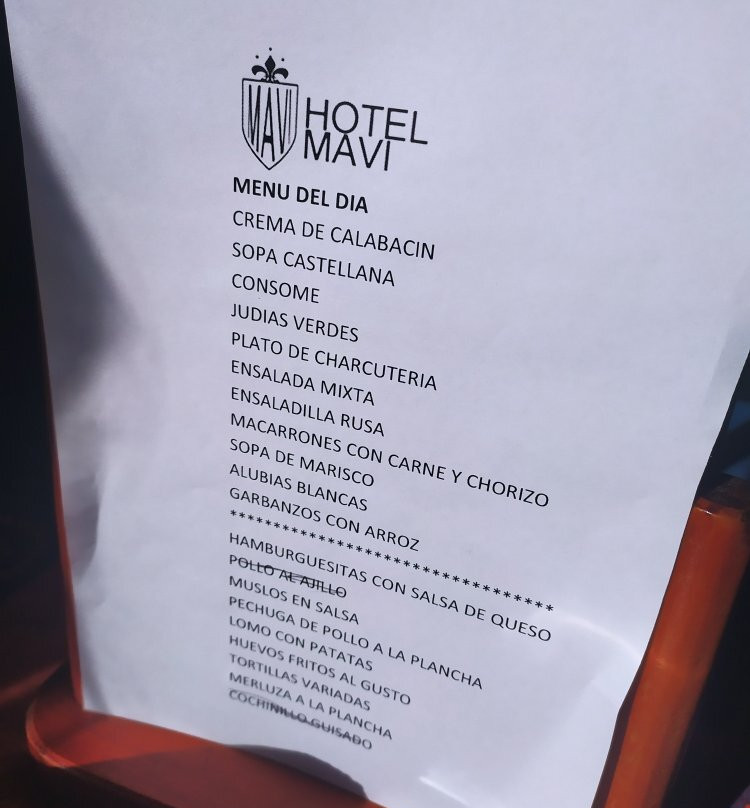 MAVI
HOTEL
MAVI
MENU DEL DIA
CREMA DE CALABACIN
SOPA CASTELLANA
CONSOME
JUDIAS VERDES
PLATO DE CHARCUTERIA
ENSALADA MIXTA
ENSALADILLA RUSA
MACARRONES CON CARNE Y CHORIZO
SOPA DE MARISCO
ALUBIAS BLANCAS
GARBANZOS CON ARROZ
**********************************
HAMBURGUESITAS CON SALSA DE QUESO
POLLO AL AJILLO
MUSLOS EN SALSA
PECHUGA DE POLLO A LA PLANCHA
LOMO CON PATATAS
HUEVOS FRITOS AL GUSTO
TORTILLAS VARIADAS
MERLUZA A LA PLANCHA
COCHINILLO GUISADO